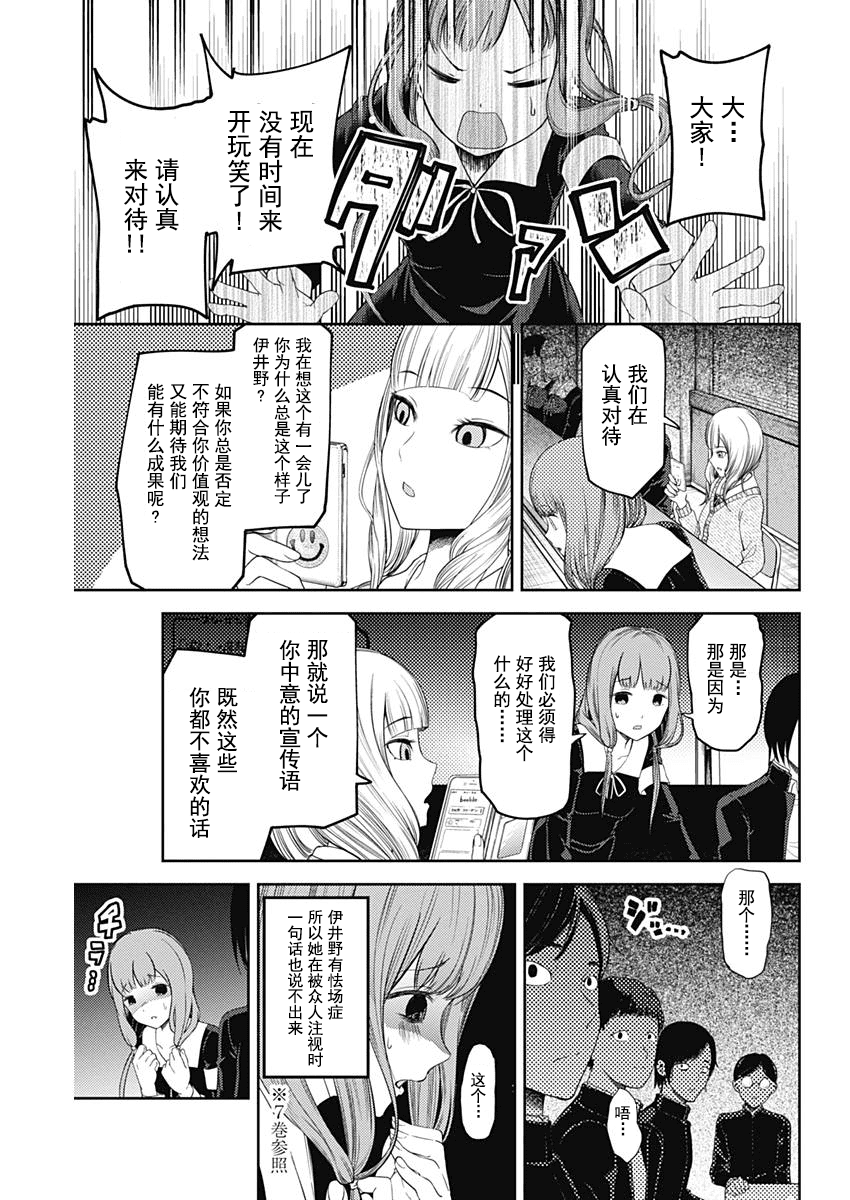 大…
大家！
现在
没有时间来
开玩笑了！
请认真
来对待!!
ダァン
我们在
认真对待
我在想这个有一会儿了
你为什么总是这个样子
伊井野？
如果你总是否定
不符合你价值观的想法
又能期待我们
能有什么成果呢？
那是…
那是因为
我们必须得
好好处理这个
什么的……
那就说一个
你中意的宣传语
既然这些
你都不喜欢的话
那个……
ジッ…
唔…
伊井野有怯场症
所以她在被众人注视时
一句话也说不出来
※7巻参照
这个…